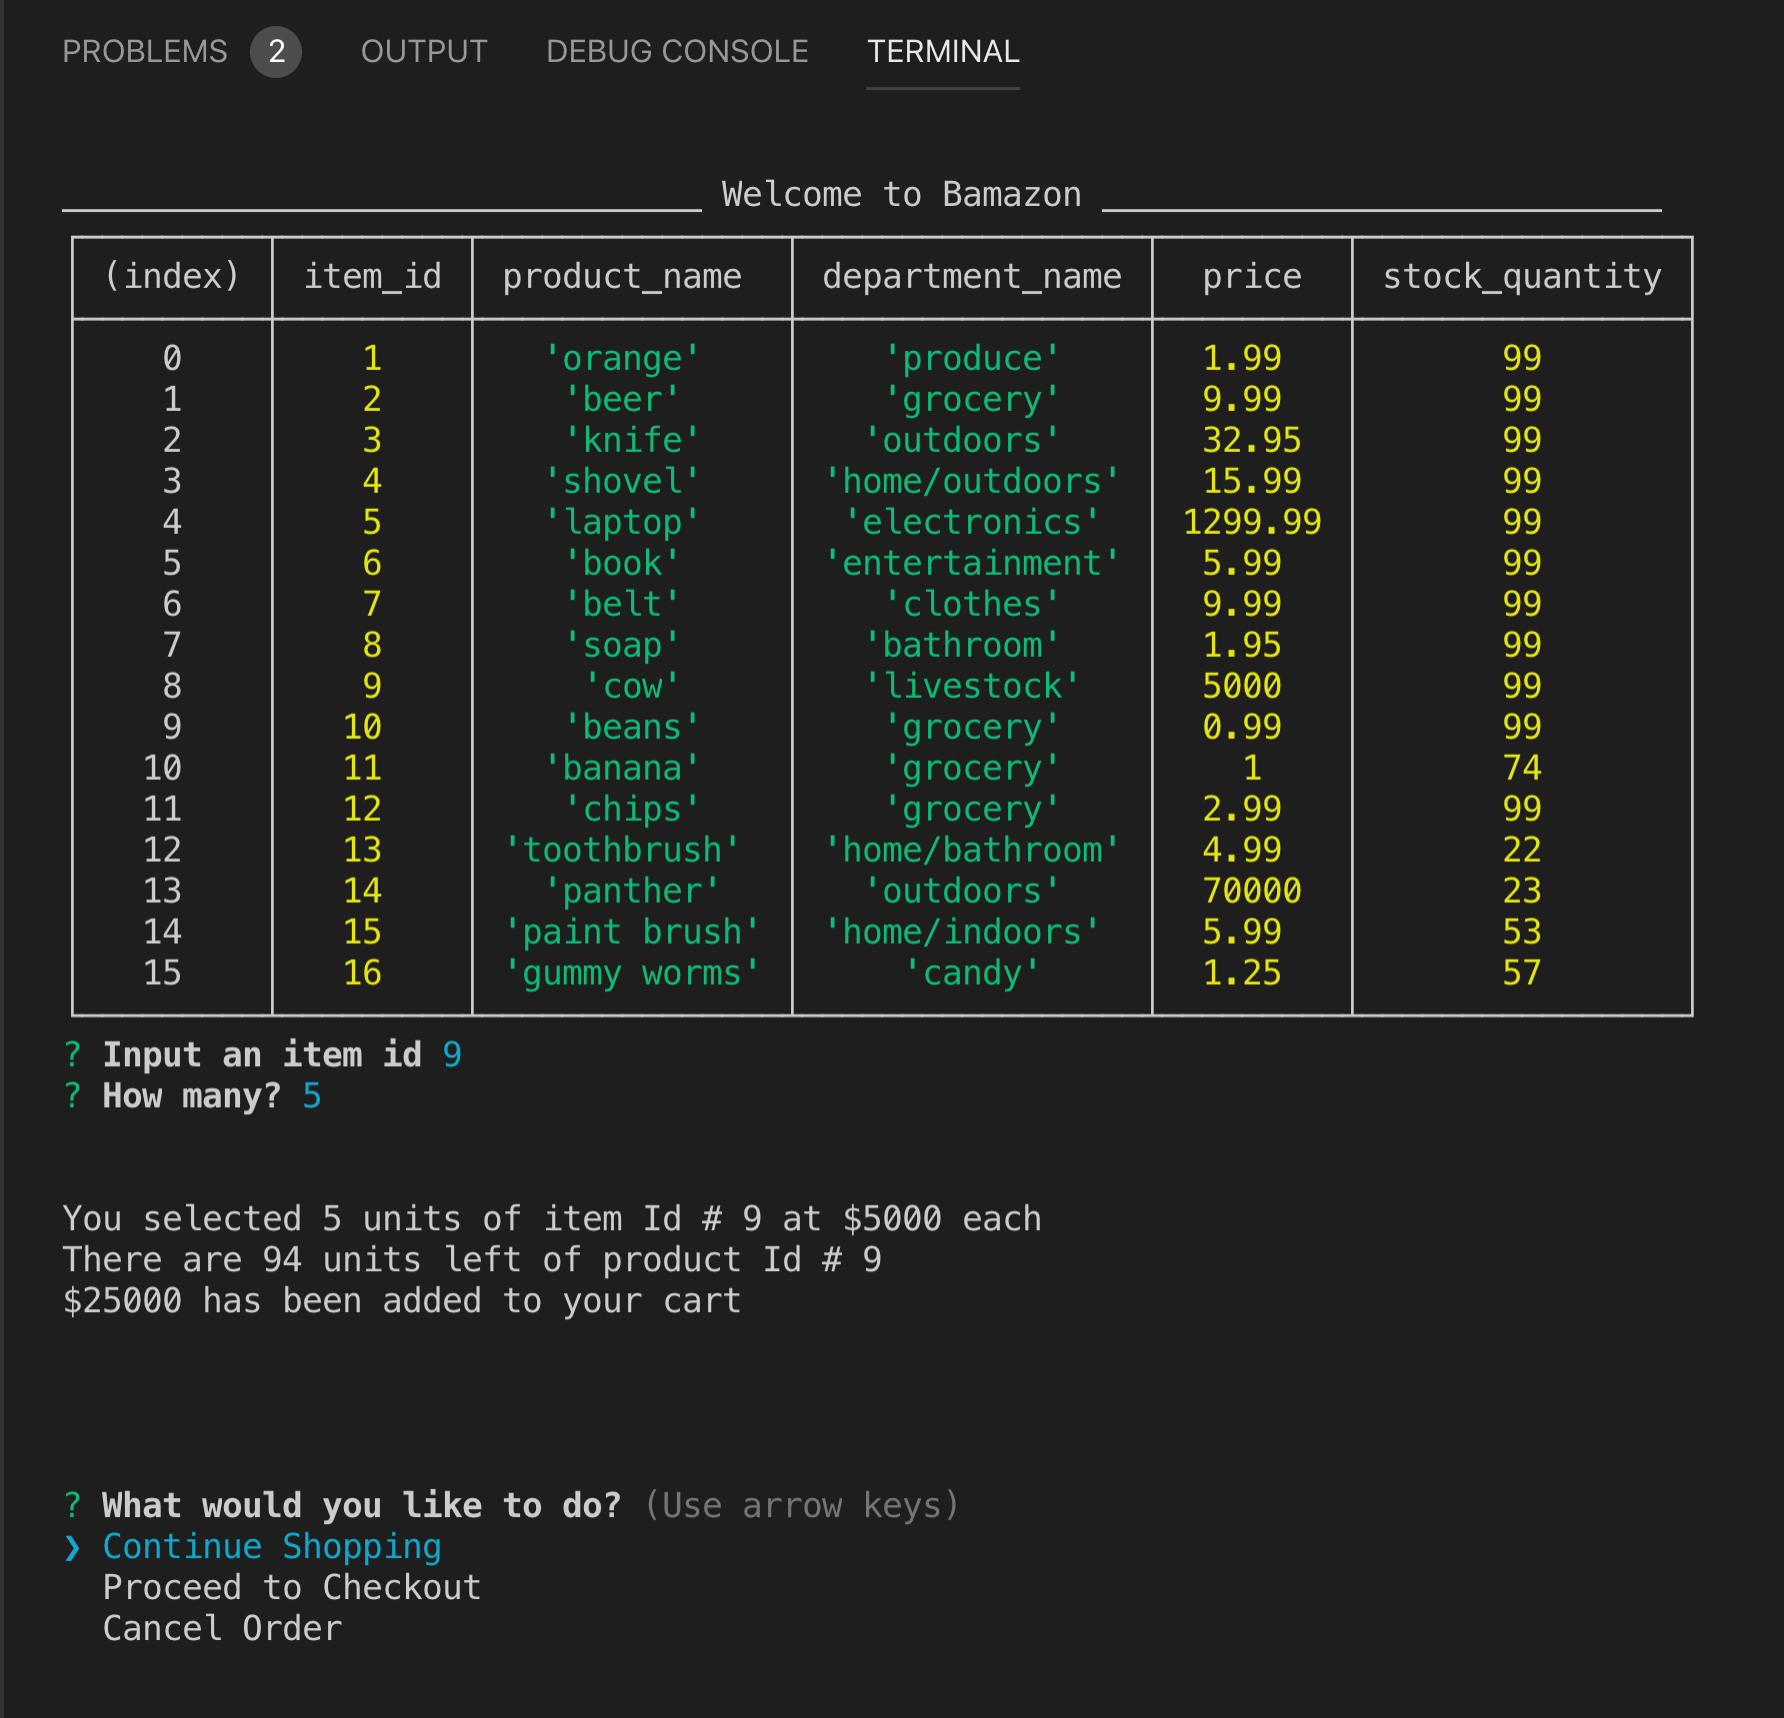 PROBLEMS 2 OUTPUT DEBUG CONSOLE TERMINAL
Welcome to Bamazon
(index) item_id product_name department_name price stock_quantity
0 1 'orange' 'produce' 1.99 99
1 2 'beer' 'grocery' 9.99 99
2 3 'knife' 'outdoors' 32.95 99
3 4 'shovel' 'home/outdoors' 15.99 99
4 5 'laptop' 'electronics' 1299.99 99
5 6 'book' 'entertainment' 5.99 99
6 7 'belt' 'clothes' 9.99 99
7 8 'soap' 'bathroom' 1.95 99
8 9 'cow' 'livestock' 5000 99
9 10 'beans' 'grocery' 0.99 99
10 11 'banana' 'grocery' 1 74
11 12 'chips' 'grocery' 2.99 99
12 13 'toothbrush' 'home/bathroom' 4.99 22
13 14 'panther' 'outdoors' 70000 23
14 15 'paint brush' 'home/indoors' 5.99 53
15 16 'gummy worms' 'candy' 1.25 57
? Input an item id 9
? How many? 5
You selected 5 units of item Id # 9 at $5000 each
There are 94 units left of product Id # 9
$25000 has been added to your cart
? What would you like to do? (Use arrow keys)
❯ Continue Shopping
Proceed to Checkout
Cancel Order